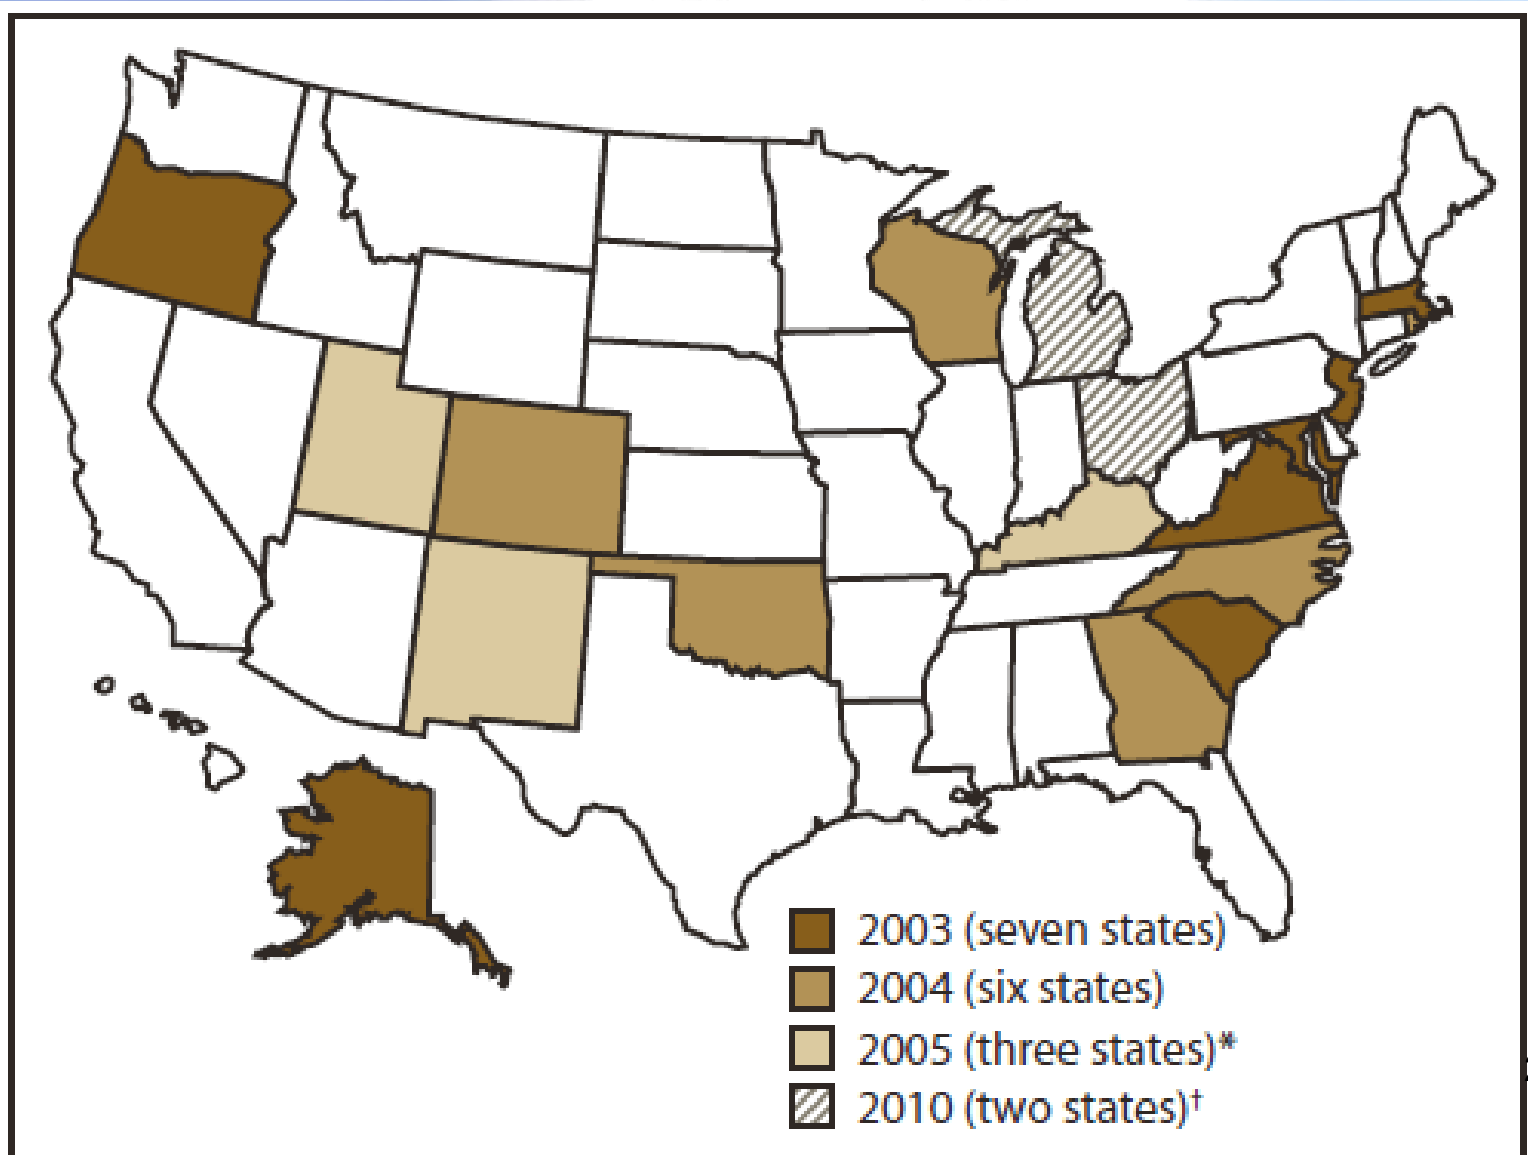 2003 (seven states)
2004 (six states)
2005 (three states)*
2010 (two states)†